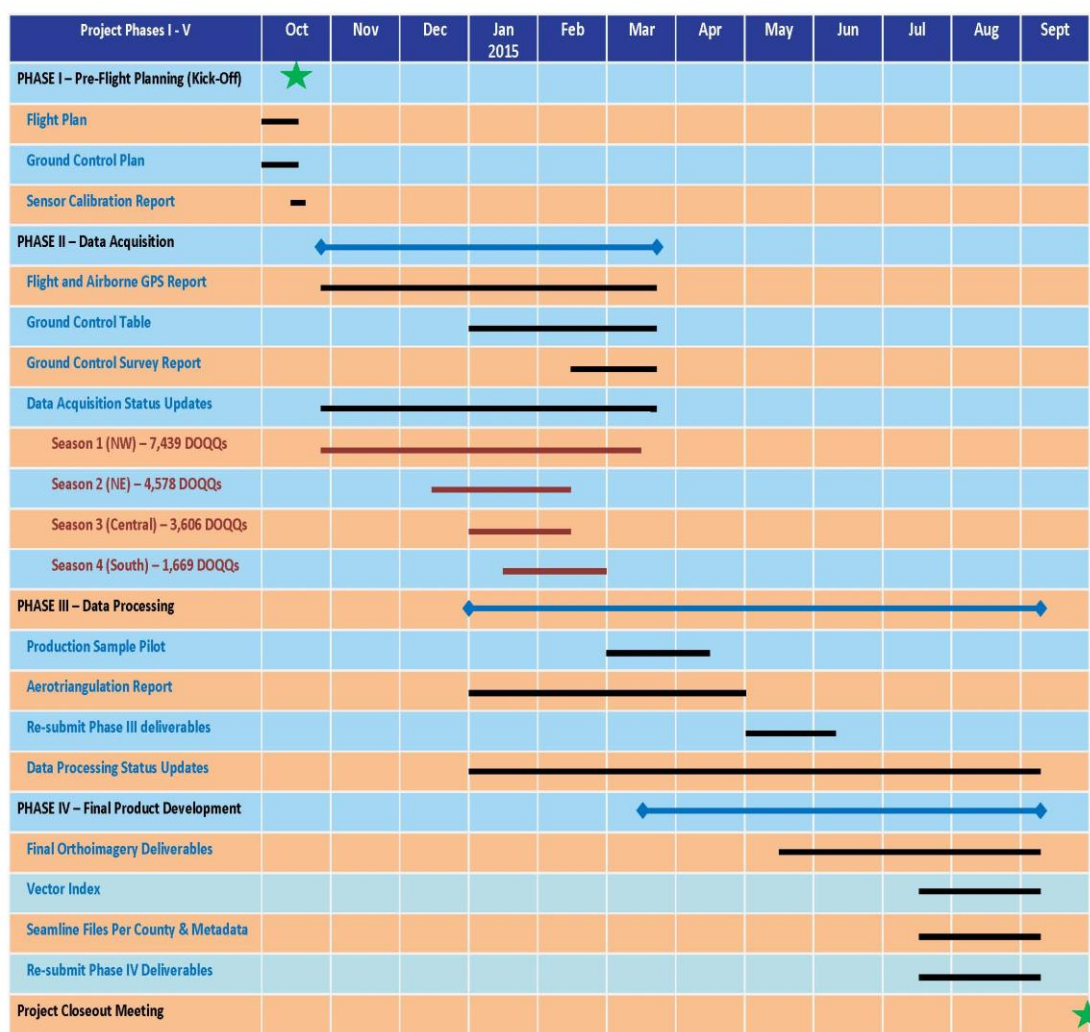 Project Phases I - V Oct Nov Dec Jan 2015 Feb Mar Apr May Jun Jul Aug Sept
PHASE I – Pre-Flight Planning (Kick-Off)
Flight Plan
Ground Control Plan
Sensor Calibration Report
PHASE II – Data Acquisition
Flight and Airborne GPS Report
Ground Control Table
Ground Control Survey Report
Data Acquisition Status Updates
Season 1 (NW) – 7,439 DOQQs
Season 2 (NE) – 4,578 DOQQs
Season 3 (Central) – 3,606 DOQQs
Season 4 (South) – 1,669 DOQQs
PHASE III – Data Processing
Production Sample Pilot
Aerotriangulation Report
Re-submit Phase III deliverables
Data Processing Status Updates
PHASE IV – Final Product Development
Final Orthoimagery Deliverables
Vector Index
Seamline Files Per County & Metadata
Re-submit Phase IV Deliverables
Project Closeout Meeting